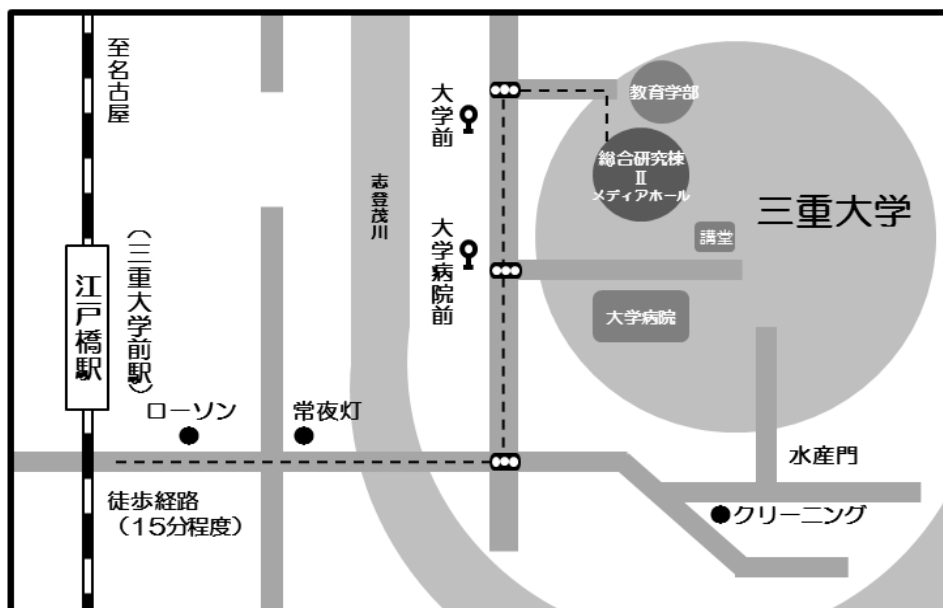 至名古屋
江戸橋駅
(三重大学前駅)
ローソン
常夜灯
徒歩経路
(15分程度)
志登茂川
大学前
大学病院前
教育学部
総合研究棟
Ⅱ
メディアホール
三重大学
講堂
大学病院
水産門
クリーニング